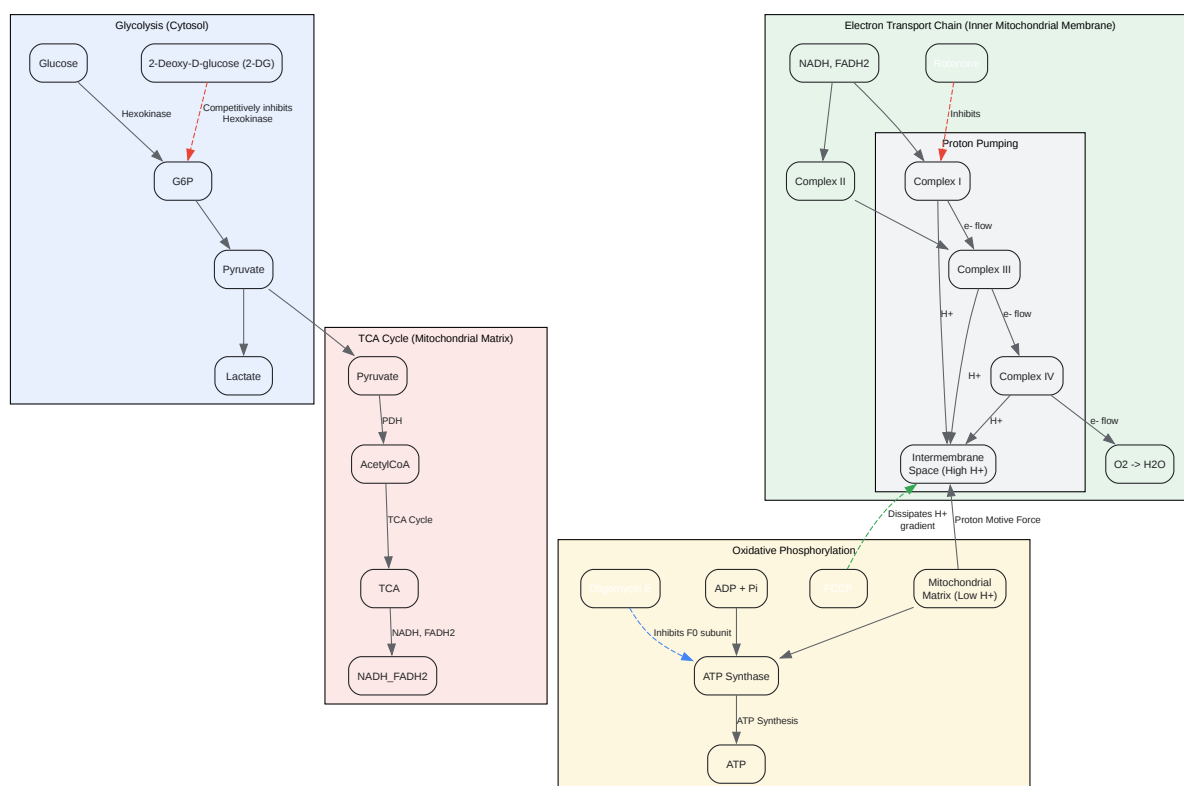 Glycolysis (Cytosol)
Glucose
2-Deoxy-D-glucose (2-DG)
Hexokinase
Competitively inhibits
Hexokinase
G6P
Pyruvate
Lactate
TCA Cycle (Mitochondrial Matrix)
Pyruvate
PDH
AcetylCoA
TCA Cycle
TCA
NADH, FADH2
NADH_FADH2
Electron Transport Chain (Inner Mitochondrial Membrane)
NADH, FADH2
Rotenone
Inhibits
Proton Pumping
Complex II
Complex I
e- flow
Complex III
H+
e- flow
H+
Complex IV
H+
e- flow
Intermembrane
Space (High H+)
O2 -> H2O
Dissipates H+
gradient
Proton Motive Force
Oxidative Phosphorylation
ADP + Pi
FCCP
Mitochondrial
Matrix (Low H+)
Inhibits F0 subunit
ATP Synthase
ATP Synthesis
ATP